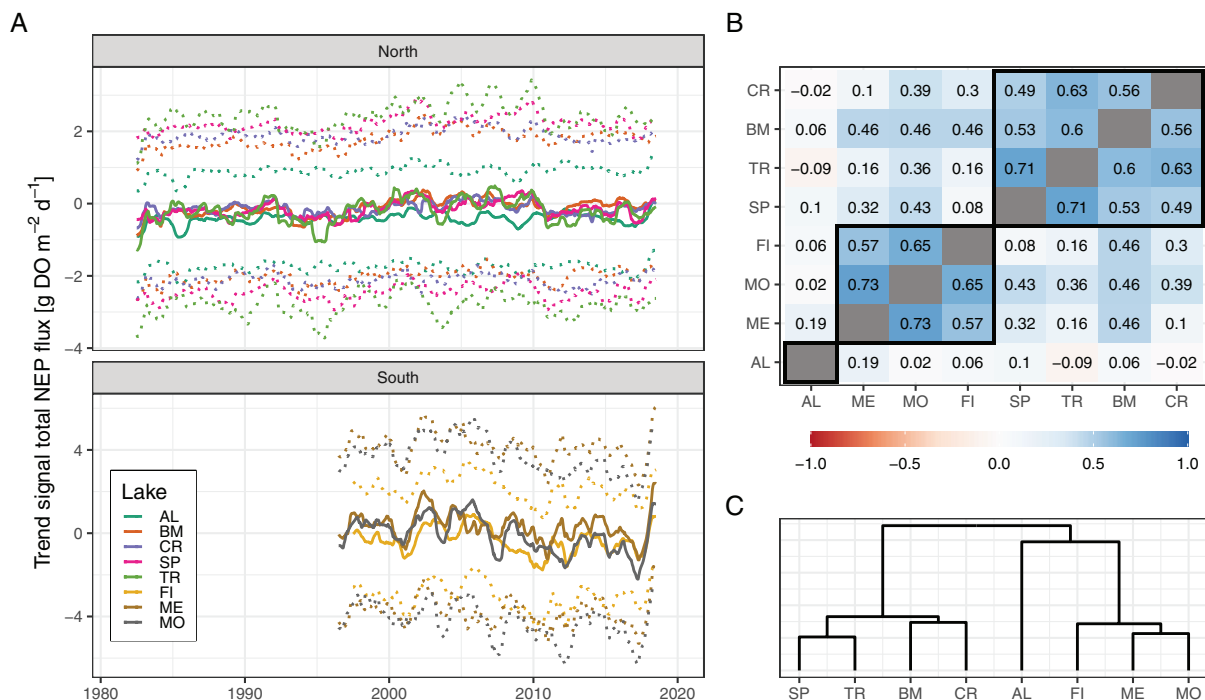 A
North
2
0
−2
−4
South
4
0
−4
Trend signal total NEP flux [g DO m−2 d−1]
Lake
AL
BM
CR
SP
TR
FI
ME
MO
1980 1990 2000 2010 2020
B
CR −0.02 0.1 0.39 0.3 0.49 0.63 0.56
BM 0.06 0.46 0.46 0.46 0.53 0.6 0.56
TR −0.09 0.16 0.36 0.16 0.71 0.6 0.63
SP 0.1 0.32 0.43 0.08 0.71 0.53 0.49
FI 0.06 0.57 0.65 0.08 0.16 0.46 0.3
MO 0.02 0.73 0.65 0.43 0.36 0.46 0.39
ME 0.19 0.73 0.57 0.32 0.16 0.46 0.1
AL 0.19 0.02 0.06 0.1 −0.09 0.06 −0.02
AL ME MO FI SP TR BM CR
−1.0 −0.5 0.0 0.5 1.0
C
SP TR BM CR AL FI ME MO